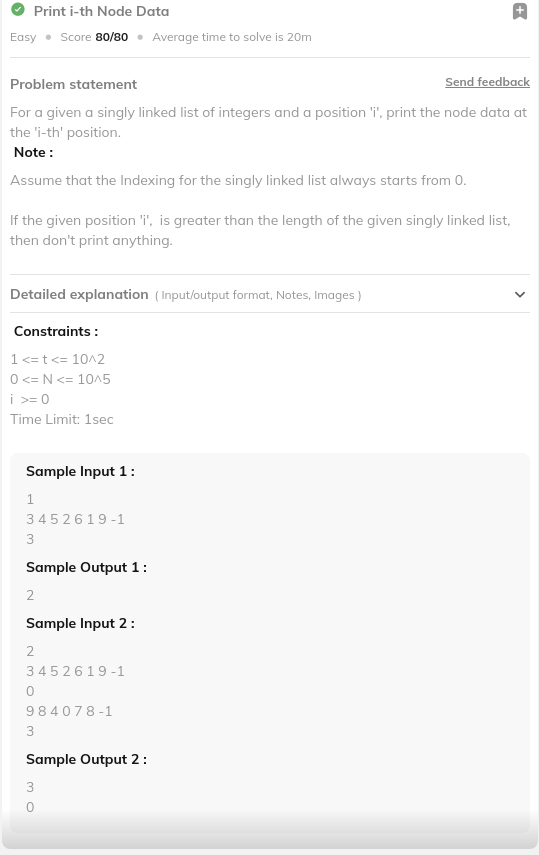 Print i-th Node Data
Easy Score 80/80 Average time to solve is 20m
Problem statement Send feedback
For a given a singly linked list of integers and a position 'i', print the node data at
the 'i-th' position.
Note :
Assume that the Indexing for the singly linked list always starts from 0.
If the given position 'i', is greater than the length of the given singly linked list,
then don't print anything.
Detailed explanation ( Input/output format, Notes, Images )
Constraints :
1 <= t <= 10^2
0 <= N <= 10^5
i >= 0
Time Limit: 1sec
Sample Input 1 :
1
3 4 5 2 6 1 9 -1
3
Sample Output 1 :
2
Sample Input 2 :
2
3 4 5 2 6 1 9 -1
0
9 8 4 0 7 8 -1
3
Sample Output 2 :
3
0